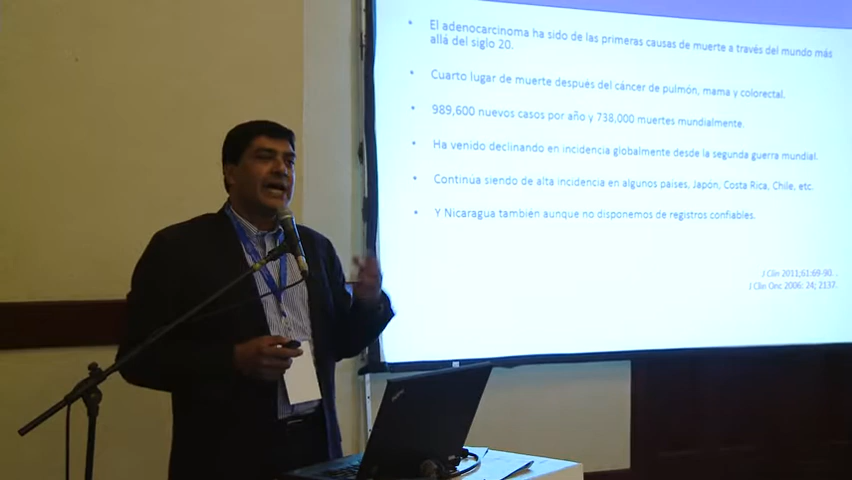 El adenocarcinoma ha sido de las primeras causas de muerte a través del mundo más
allá del siglo 20.
Cuarto lugar de muerte después del cáncer de pulmón, mama y colorectal.
989,600 nuevos casos por año y 738,000 muertes mundialmente.
Ha venido declinando en incidencia globalmente desde la segunda guerra mundial.
Continúa siendo de alta incidencia en algunos países, Japón, Costa Rica, Chile, etc.
Y Nicaragua también aunque no disponemos de registros confiables.
J Clin 2011;61:69-90. .
J Clin Onc 2006: 24; 2137.